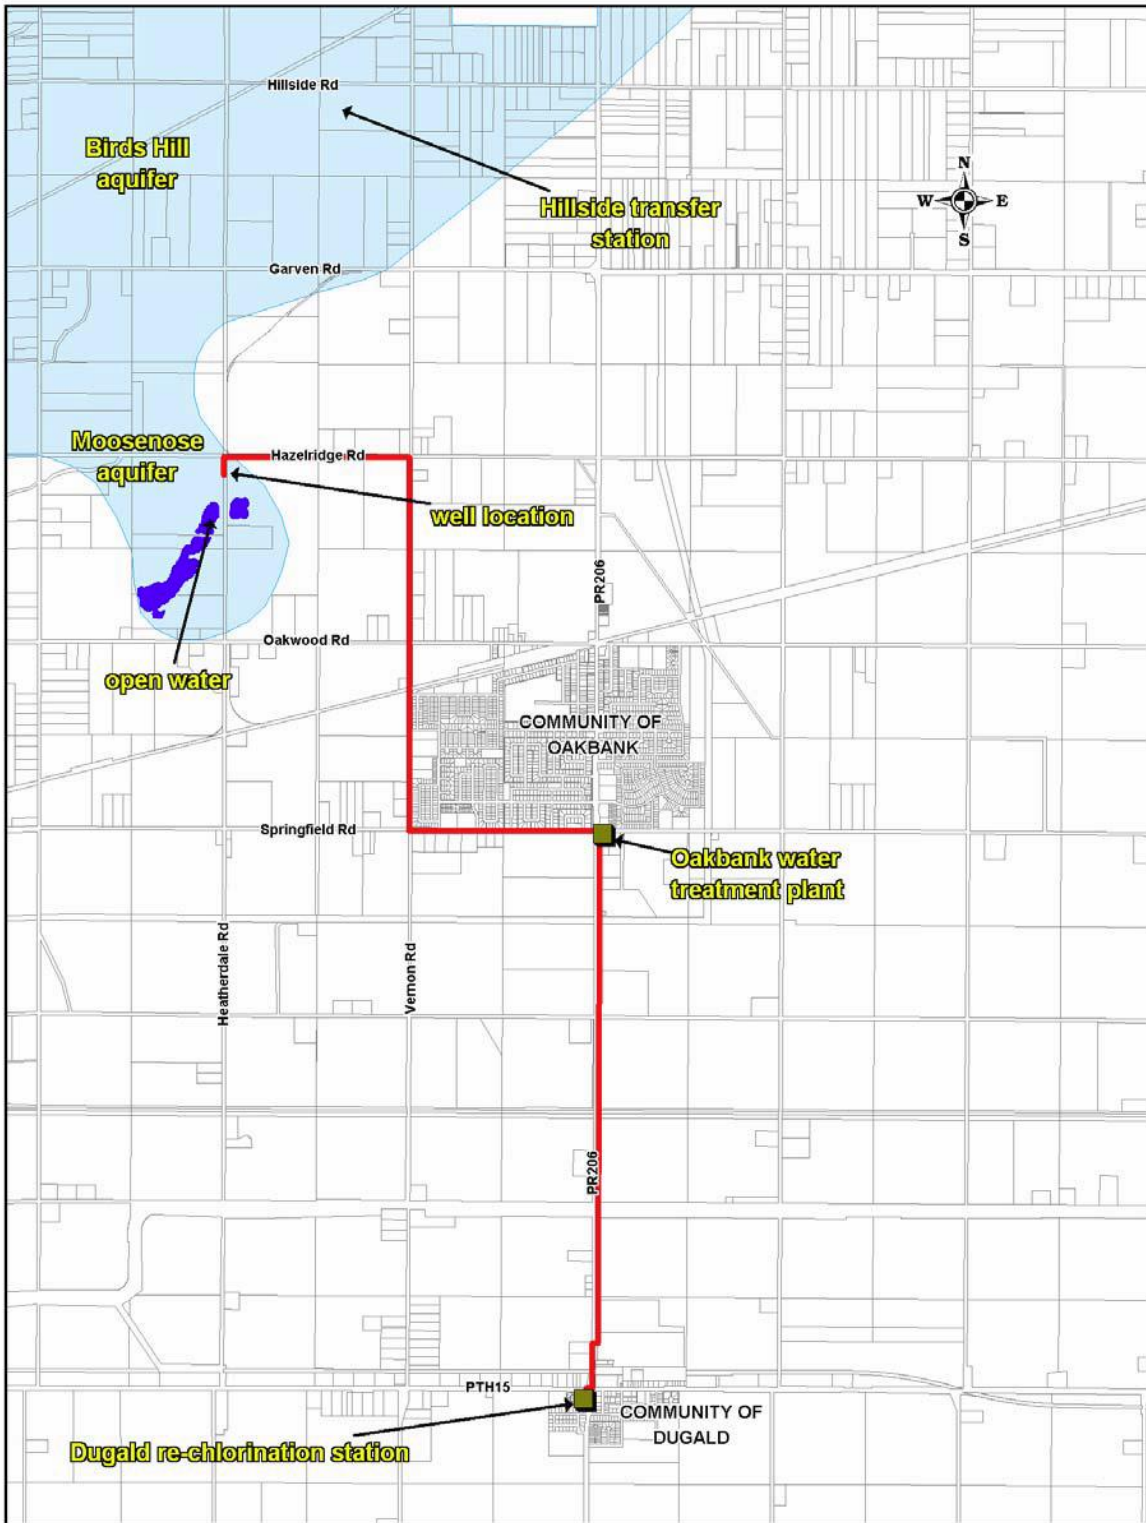 Hillside Rd
Birds Hill
aquifer
N
W
E
S
Hillside transfer
station
Garven Rd
Moosenose
aquifer
Hazelridge Rd
well location
PR206
Oakwood Rd
open water
COMMUNITY OF
OAKBANK
Springfield Rd
Oakbank water
treatment plant
Heatherdale Rd
Vernon Rd
PR206
PTH15
COMMUNITY OF
DUGALD
Dugald re-chlorination station